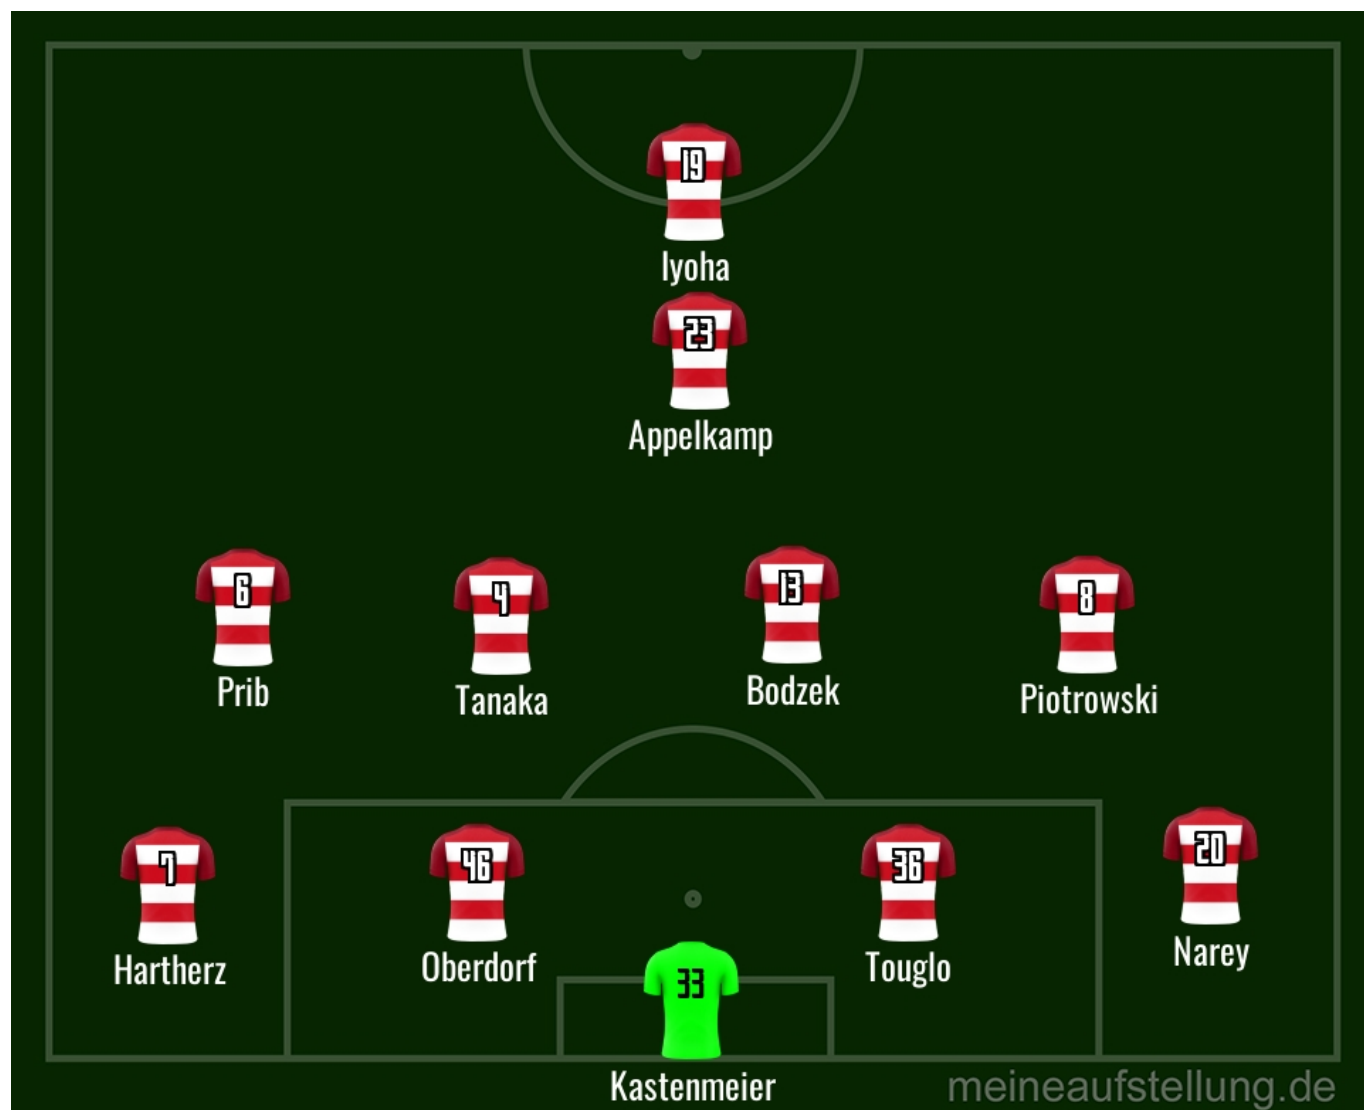 19
Iyoha
23
Appelkamp
6
Prib
4
Tanaka
13
Bodzek
8
Piotrowski
7
Hartherz
46
Oberdorf
36
Touglo
20
Narey
33
Kastenmeier
meineaufstellung.de